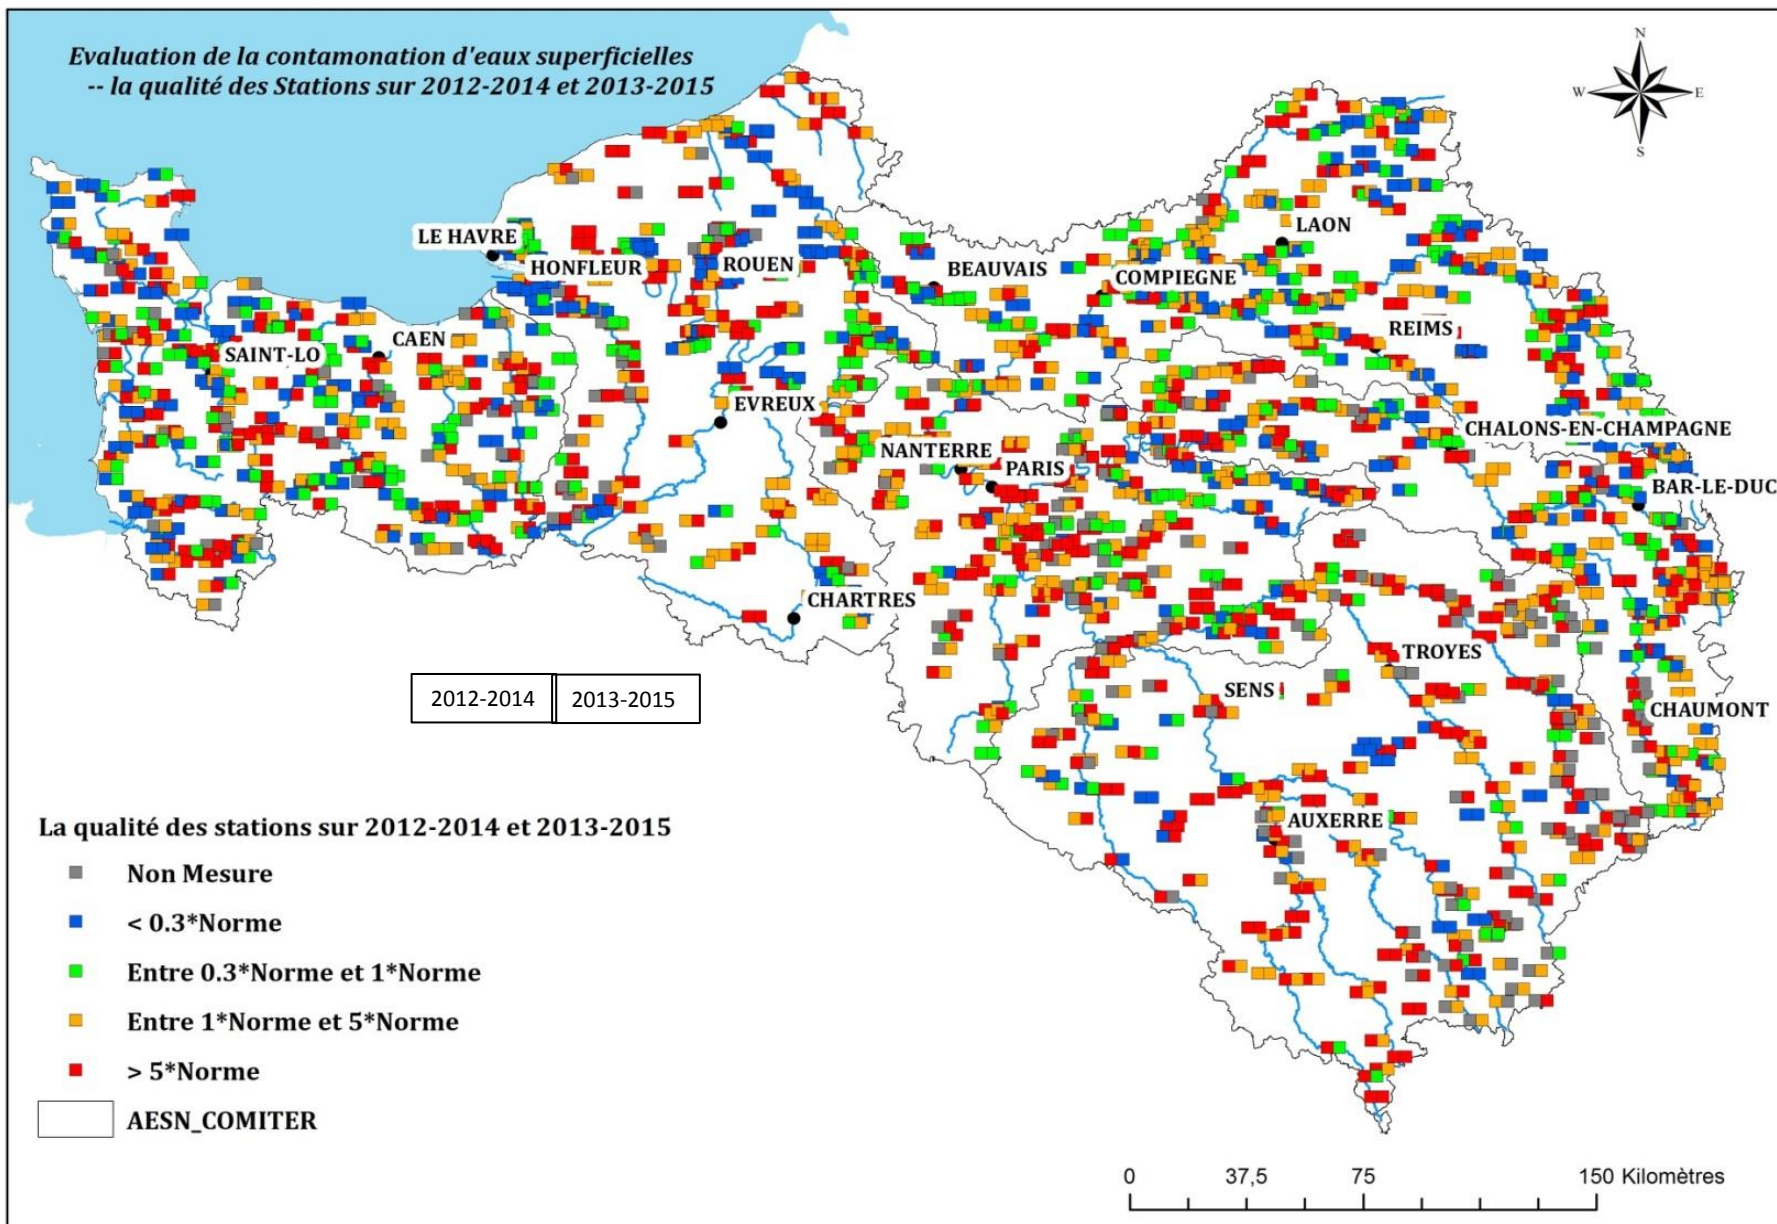 Evaluation de la contamonation d'eaux superficielles
-- la qualité des Stations sur 2012-2014 et 2013-2015
N
W E
S
LE HAVRE
HONFLEUR
ROUEN
BEAUVAIS
COMPIEGNE
LAON
REIMS
CAEN
SAINT-LO
EVREUX
NANTERRE
PARIS
CHALONS-EN-CHAMPAGNE
BAR-LE-DUC
CHARTRES
TROYES
SENS
CHAUMONT
AUXERRE
2012-2014 2013-2015
La qualité des stations sur 2012-2014 et 2013-2015
Non Mesure
< 0.3*Norme
Entre 0.3*Norme et 1*Norme
Entre 1*Norme et 5*Norme
> 5*Norme
AESN_COMITER
0 37,5 75 150 Kilomètres